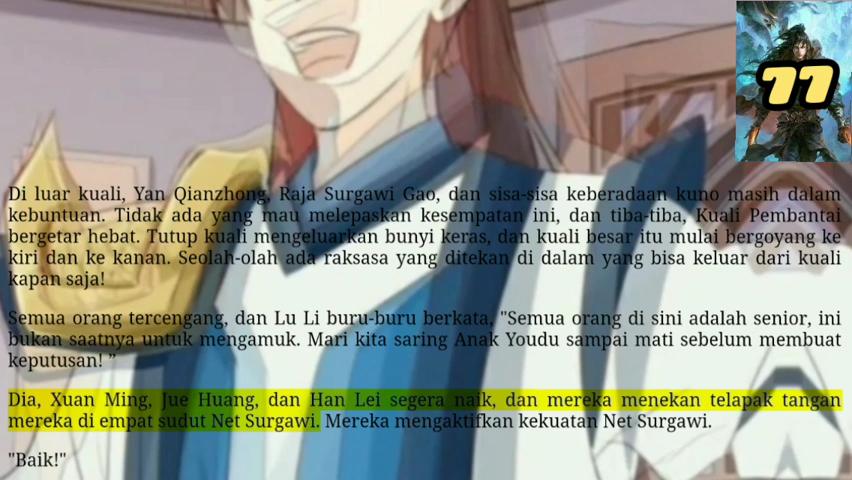 77
Di luar kuali, Yan Qianzhong, Raja Surgawi Gao, dan sisa-sisa keberadaan kuno masih dalam
kebuntuan. Tidak ada yang mau melepaskan kesempatan ini, dan tiba-tiba, Kuali Pembantai
bergetar hebat. Tutup kuali mengeluarkan bunyi keras, dan kuali besar itu mulai bergoyang ke
kiri dan ke kanan. Seolah-olah ada raksasa yang ditekan di dalam yang bisa keluar dari kuali
kapan saja!
Semua orang tercengang, dan Lu Li buru-buru berkata, "Semua orang di sini adalah senior, ini
bukan saatnya untuk mengamuk. Mari kita saring Anak Youdu sampai mati sebelum membuat
keputusan! ”
Dia, Xuan Ming, Jue Huang, dan Han Lei segera naik, dan mereka menekan telapak tangan
mereka di empat sudut Net Surgawi. Mereka mengaktifkan kekuatan Net Surgawi.
"Baik!"